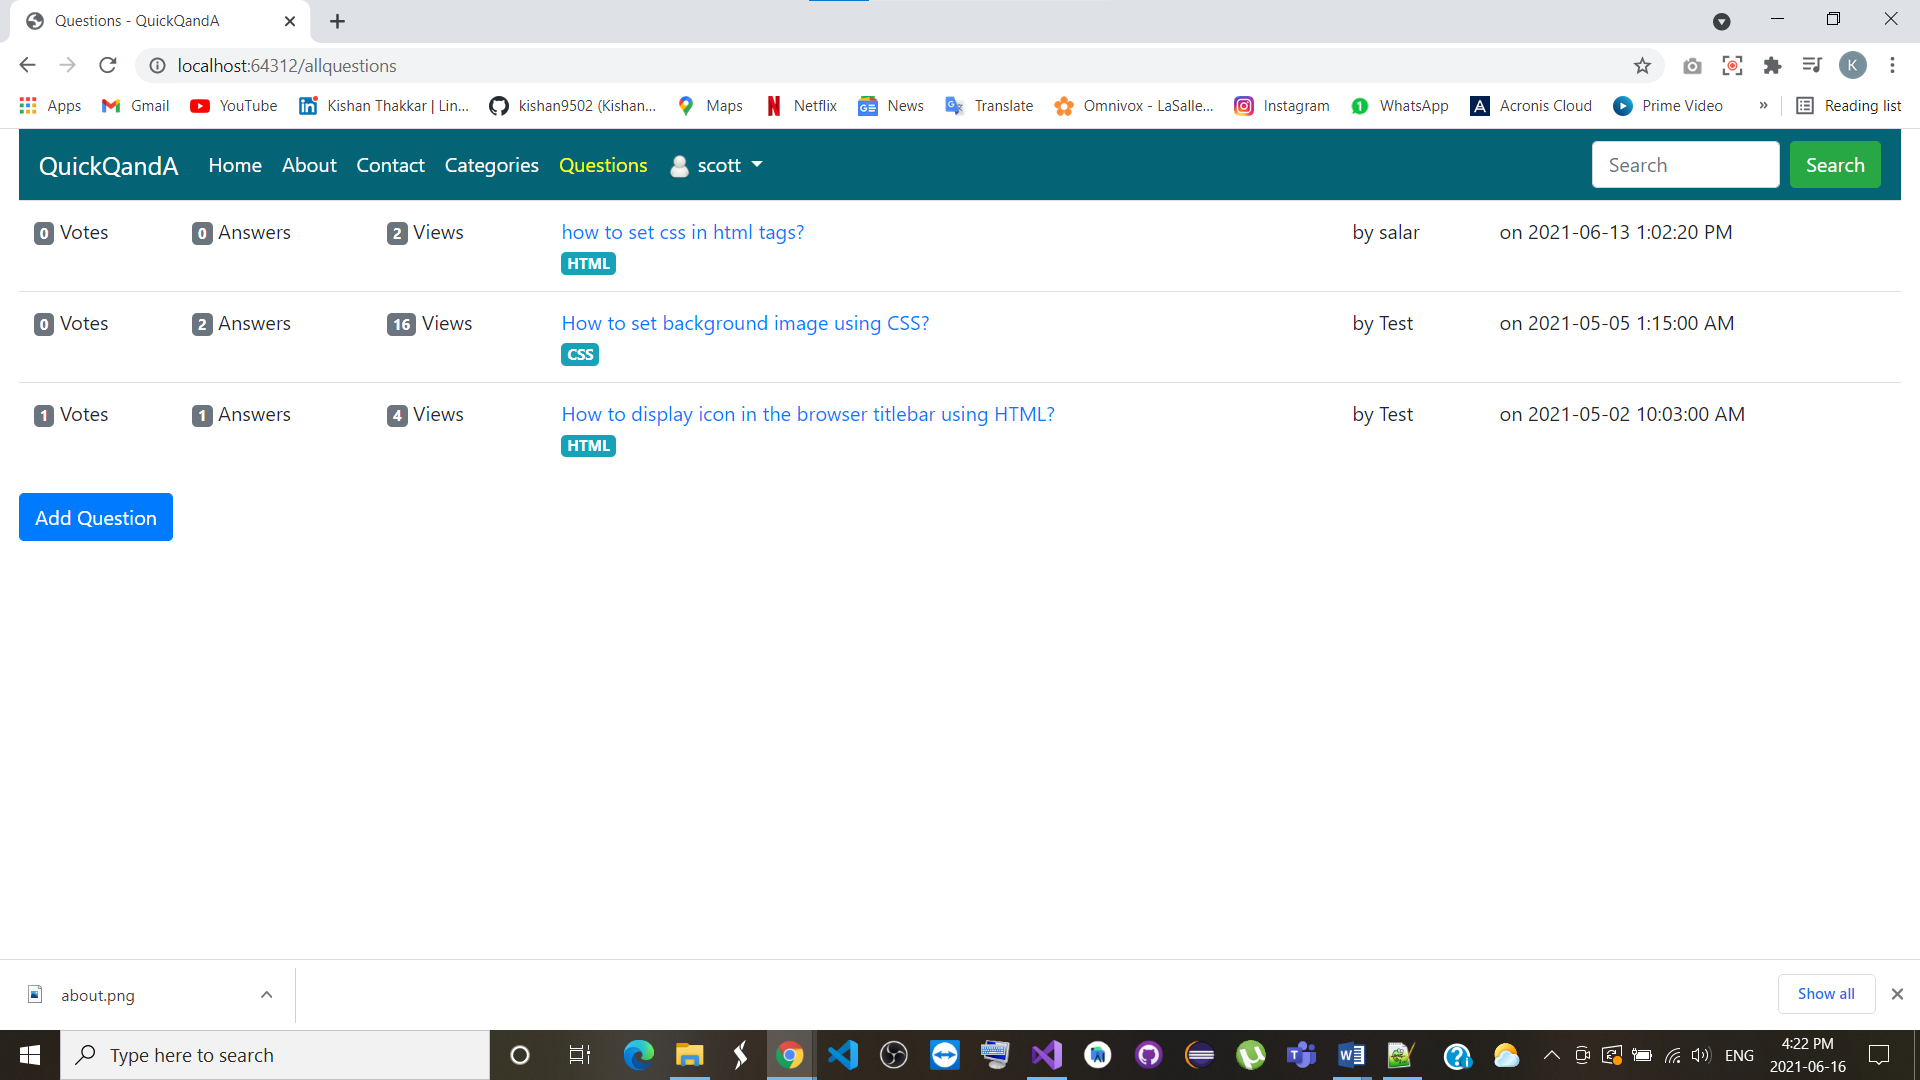 Questions - QuickQandA
localhost:64312/allquestions
Apps Gmail YouTube Kishan Thakkar | Lin... kishan9502 (Kishan... Maps Netflix News Translate Omnivox - LaSalle... Instagram WhatsApp Acronis Cloud Prime Video » Reading list
QuickQandA Home About Contact Categories Questions scott Search Search
0 Votes 0 Answers 2 Views how to set css in html tags? by salar on 2021-06-13 1:02:20 PM
HTML
0 Votes 2 Answers 16 Views How to set background image using CSS? by Test on 2021-05-05 1:15:00 AM
CSS
1 Votes 1 Answers 4 Views How to display icon in the browser titlebar using HTML? by Test on 2021-05-02 10:03:00 AM
HTML
Add Question
about.png Show all
Type here to search ENG 4:22 PM
2021-06-16